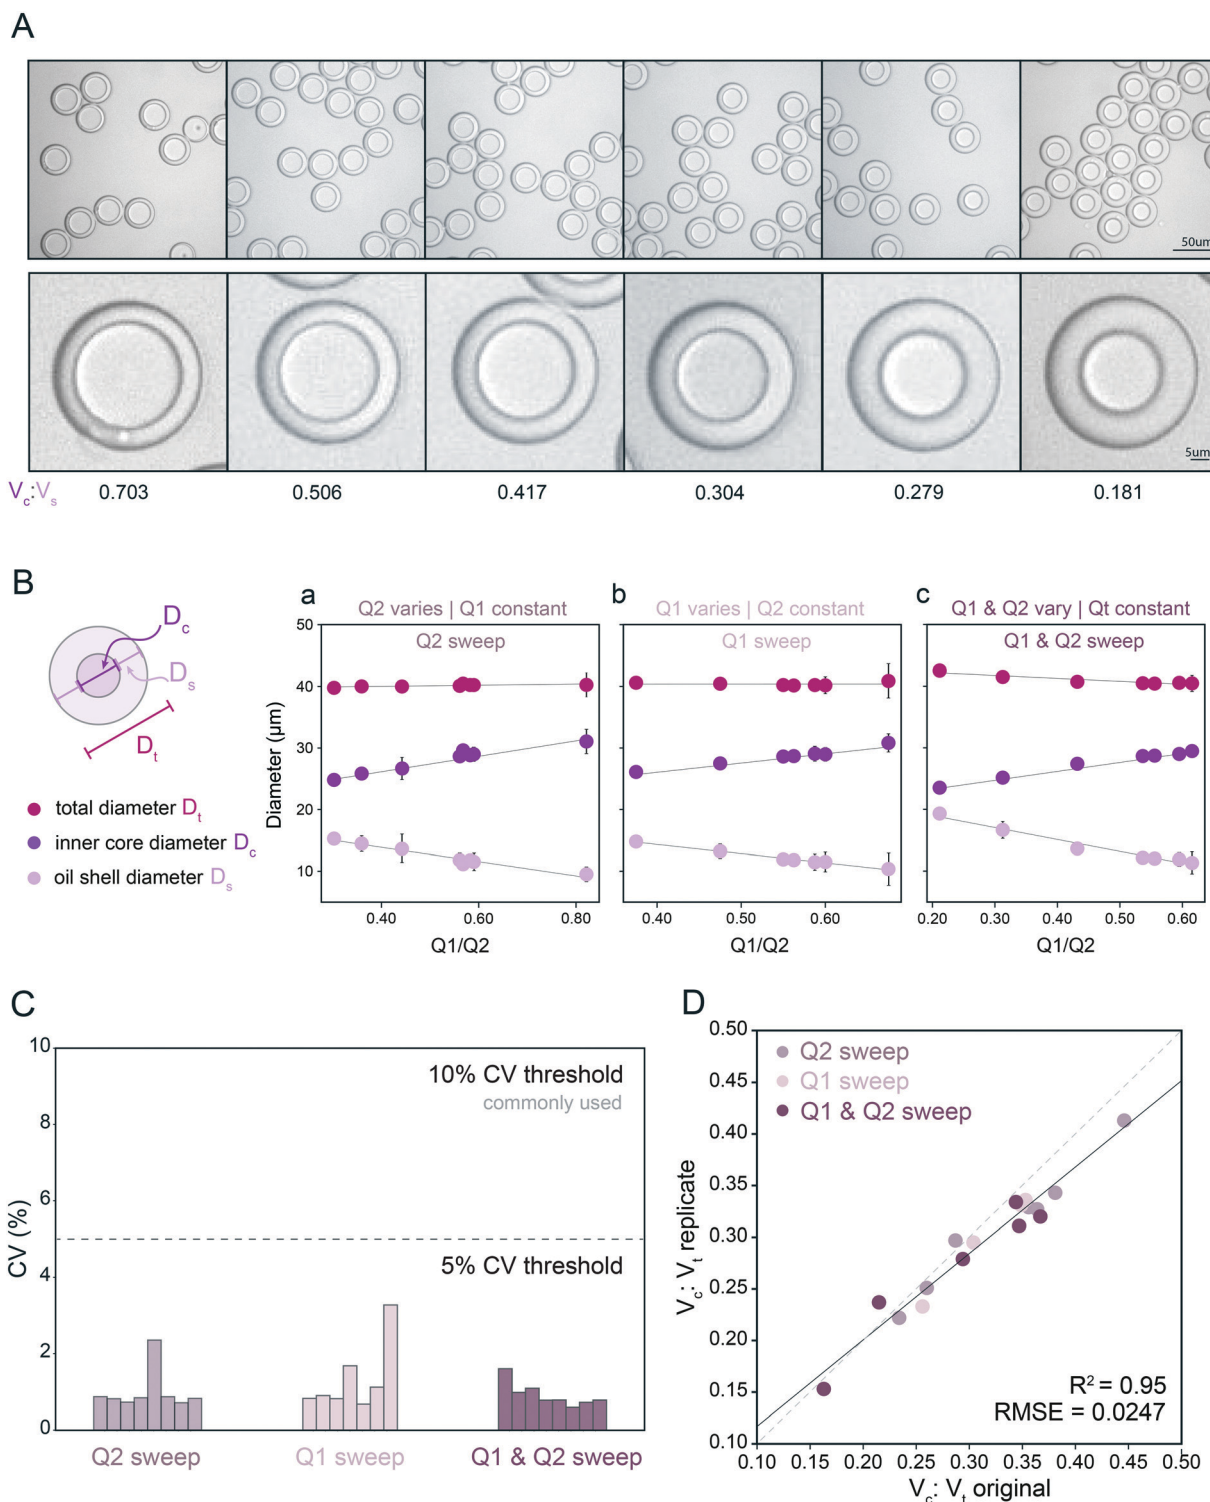 A
50um
5um
Vc:Vs 0.703 0.506 0.417 0.304 0.279 0.181
B
Dc
Ds
Dt
total diameter Dt
inner core diameter Dc
oil shell diameter Ds
a
Q2 varies | Q1 constant
Q2 sweep
50
40
30
20
10
Diameter (µm)
0.40 0.60 0.80
Q1/Q2
b
Q1 varies | Q2 constant
Q1 sweep
0.40 0.50 0.60
Q1/Q2
c
Q1 & Q2 vary | Qt constant
Q1 & Q2 sweep
0.20 0.30 0.40 0.50 0.60
Q1/Q2
C
10
8
6
4
2
0
CV (%)
10% CV threshold
commonly used
5% CV threshold
Q2 sweep Q1 sweep Q1 & Q2 sweep
D
0.50
0.45
0.40
0.35
0.30
0.25
0.20
0.15
0.10
Vc: Vt replicate
Q2 sweep
Q1 sweep
Q1 & Q2 sweep
R² = 0.95
RMSE = 0.0247
0.10 0.15 0.20 0.25 0.30 0.35 0.40 0.45 0.50
Vc: Vt original